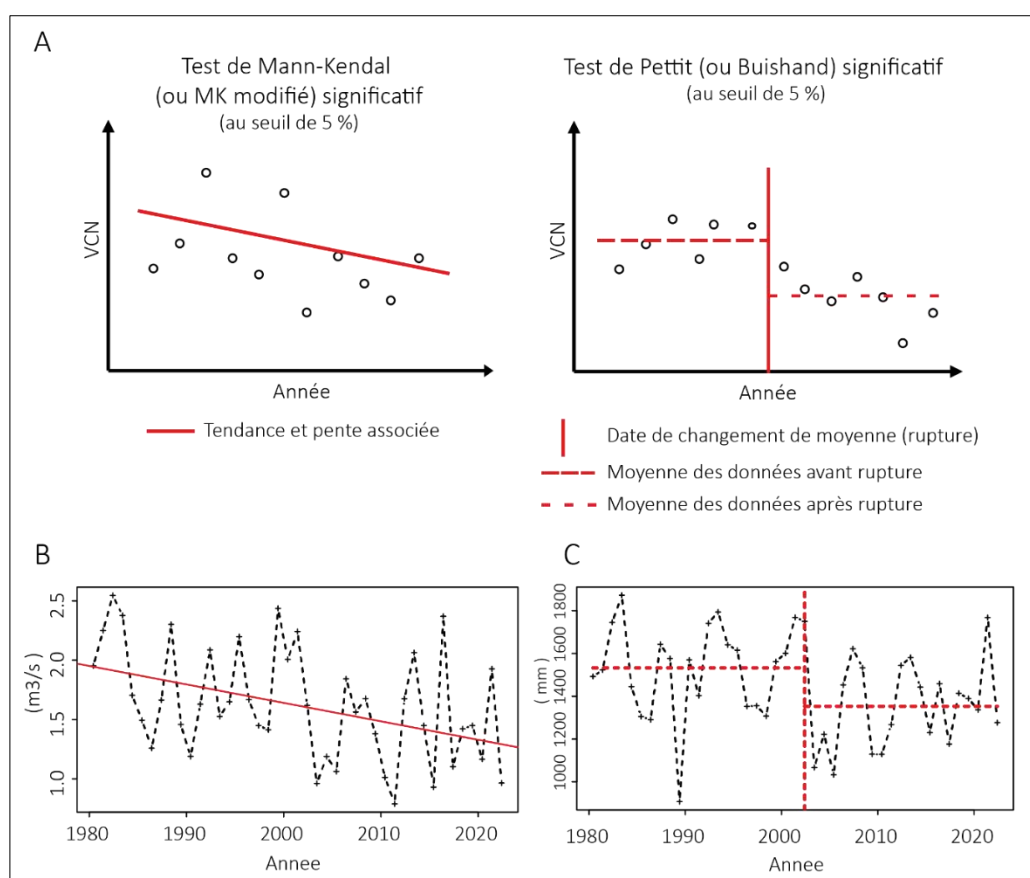 A
Test de Mann-Kendal
(ou MK modifié) significatif
(au seuil de 5 %)
VCN
Année
Tendance et pente associée
Test de Pettit (ou Buishand) significatif
(au seuil de 5 %)
VCN
Année
Date de changement de moyenne (rupture)
Moyenne des données avant rupture
Moyenne des données après rupture
B
(m3/s)
2.5
2.0
1.5
1.0
1980 1990 2000 2010 2020
Annee
C
(mm)
1800
1600
1400
1200
1000
1980 1990 2000 2010 2020
Annee